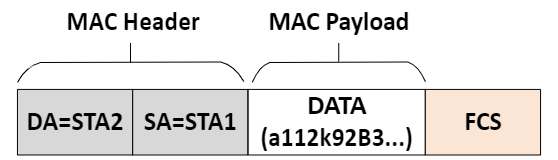 MAC Header
MAC Payload
DA=STA2
SA=STA1
DATA
(a112k92B3...)
FCS